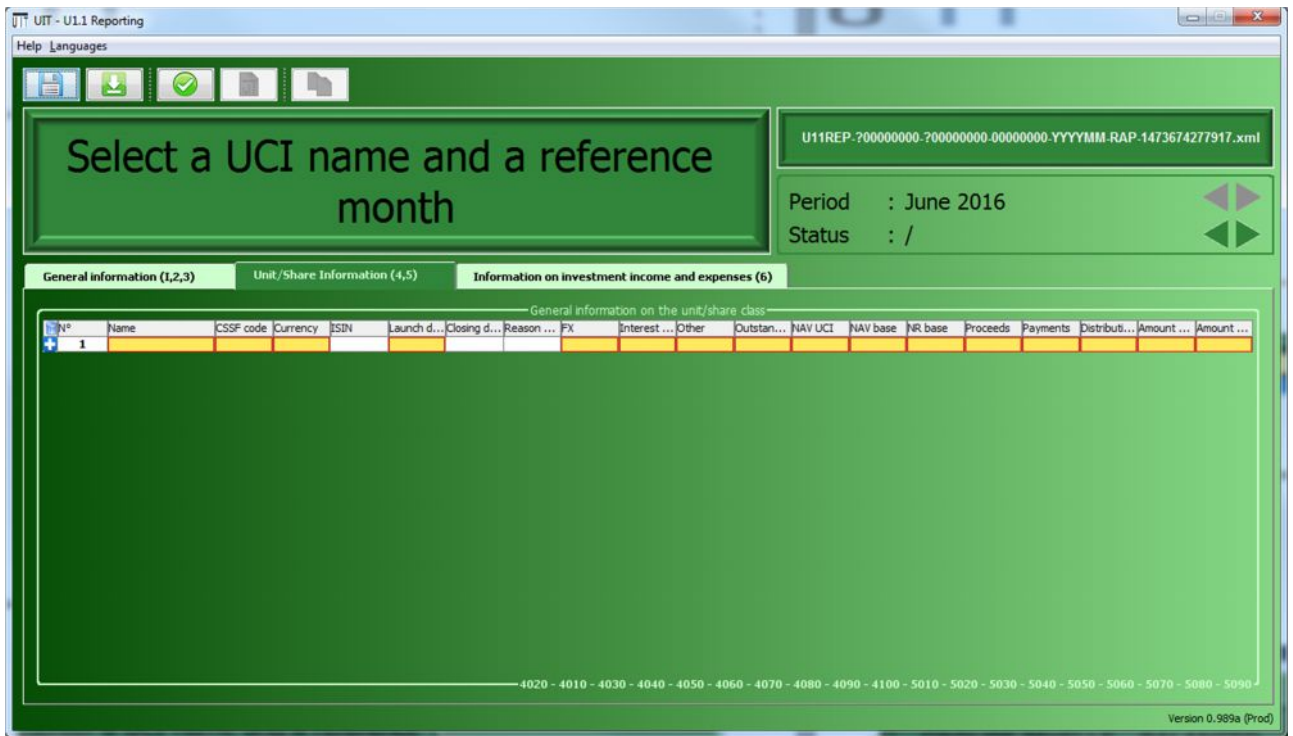 UIT - U1.1 Reporting
Help Languages
Select a UCI name and a reference
month
U11REP-?00000000-?00000000-00000000-YYYYMM-RAP-1473674277917.xml
Period : June 2016
Status : /
General information (1,2,3) Unit/Share Information (4,5) Information on investment income and expenses (6)
General information on the unit/share class
N° Name CSSF code Currency ISIN Launch d... Closing d... Reason ... FX Interest ... Other Outstan... NAV UCI NAV base NR base Proceeds Payments Distributi... Amount ... Amount ...
1
4020 - 4010 - 4030 - 4040 - 4050 - 4060 - 4070 - 4080 - 4090 - 4100 - 5010 - 5020 - 5030 - 5040 - 5050 - 5060 - 5070 - 5080 - 5090
Version 0.989a (Prod)